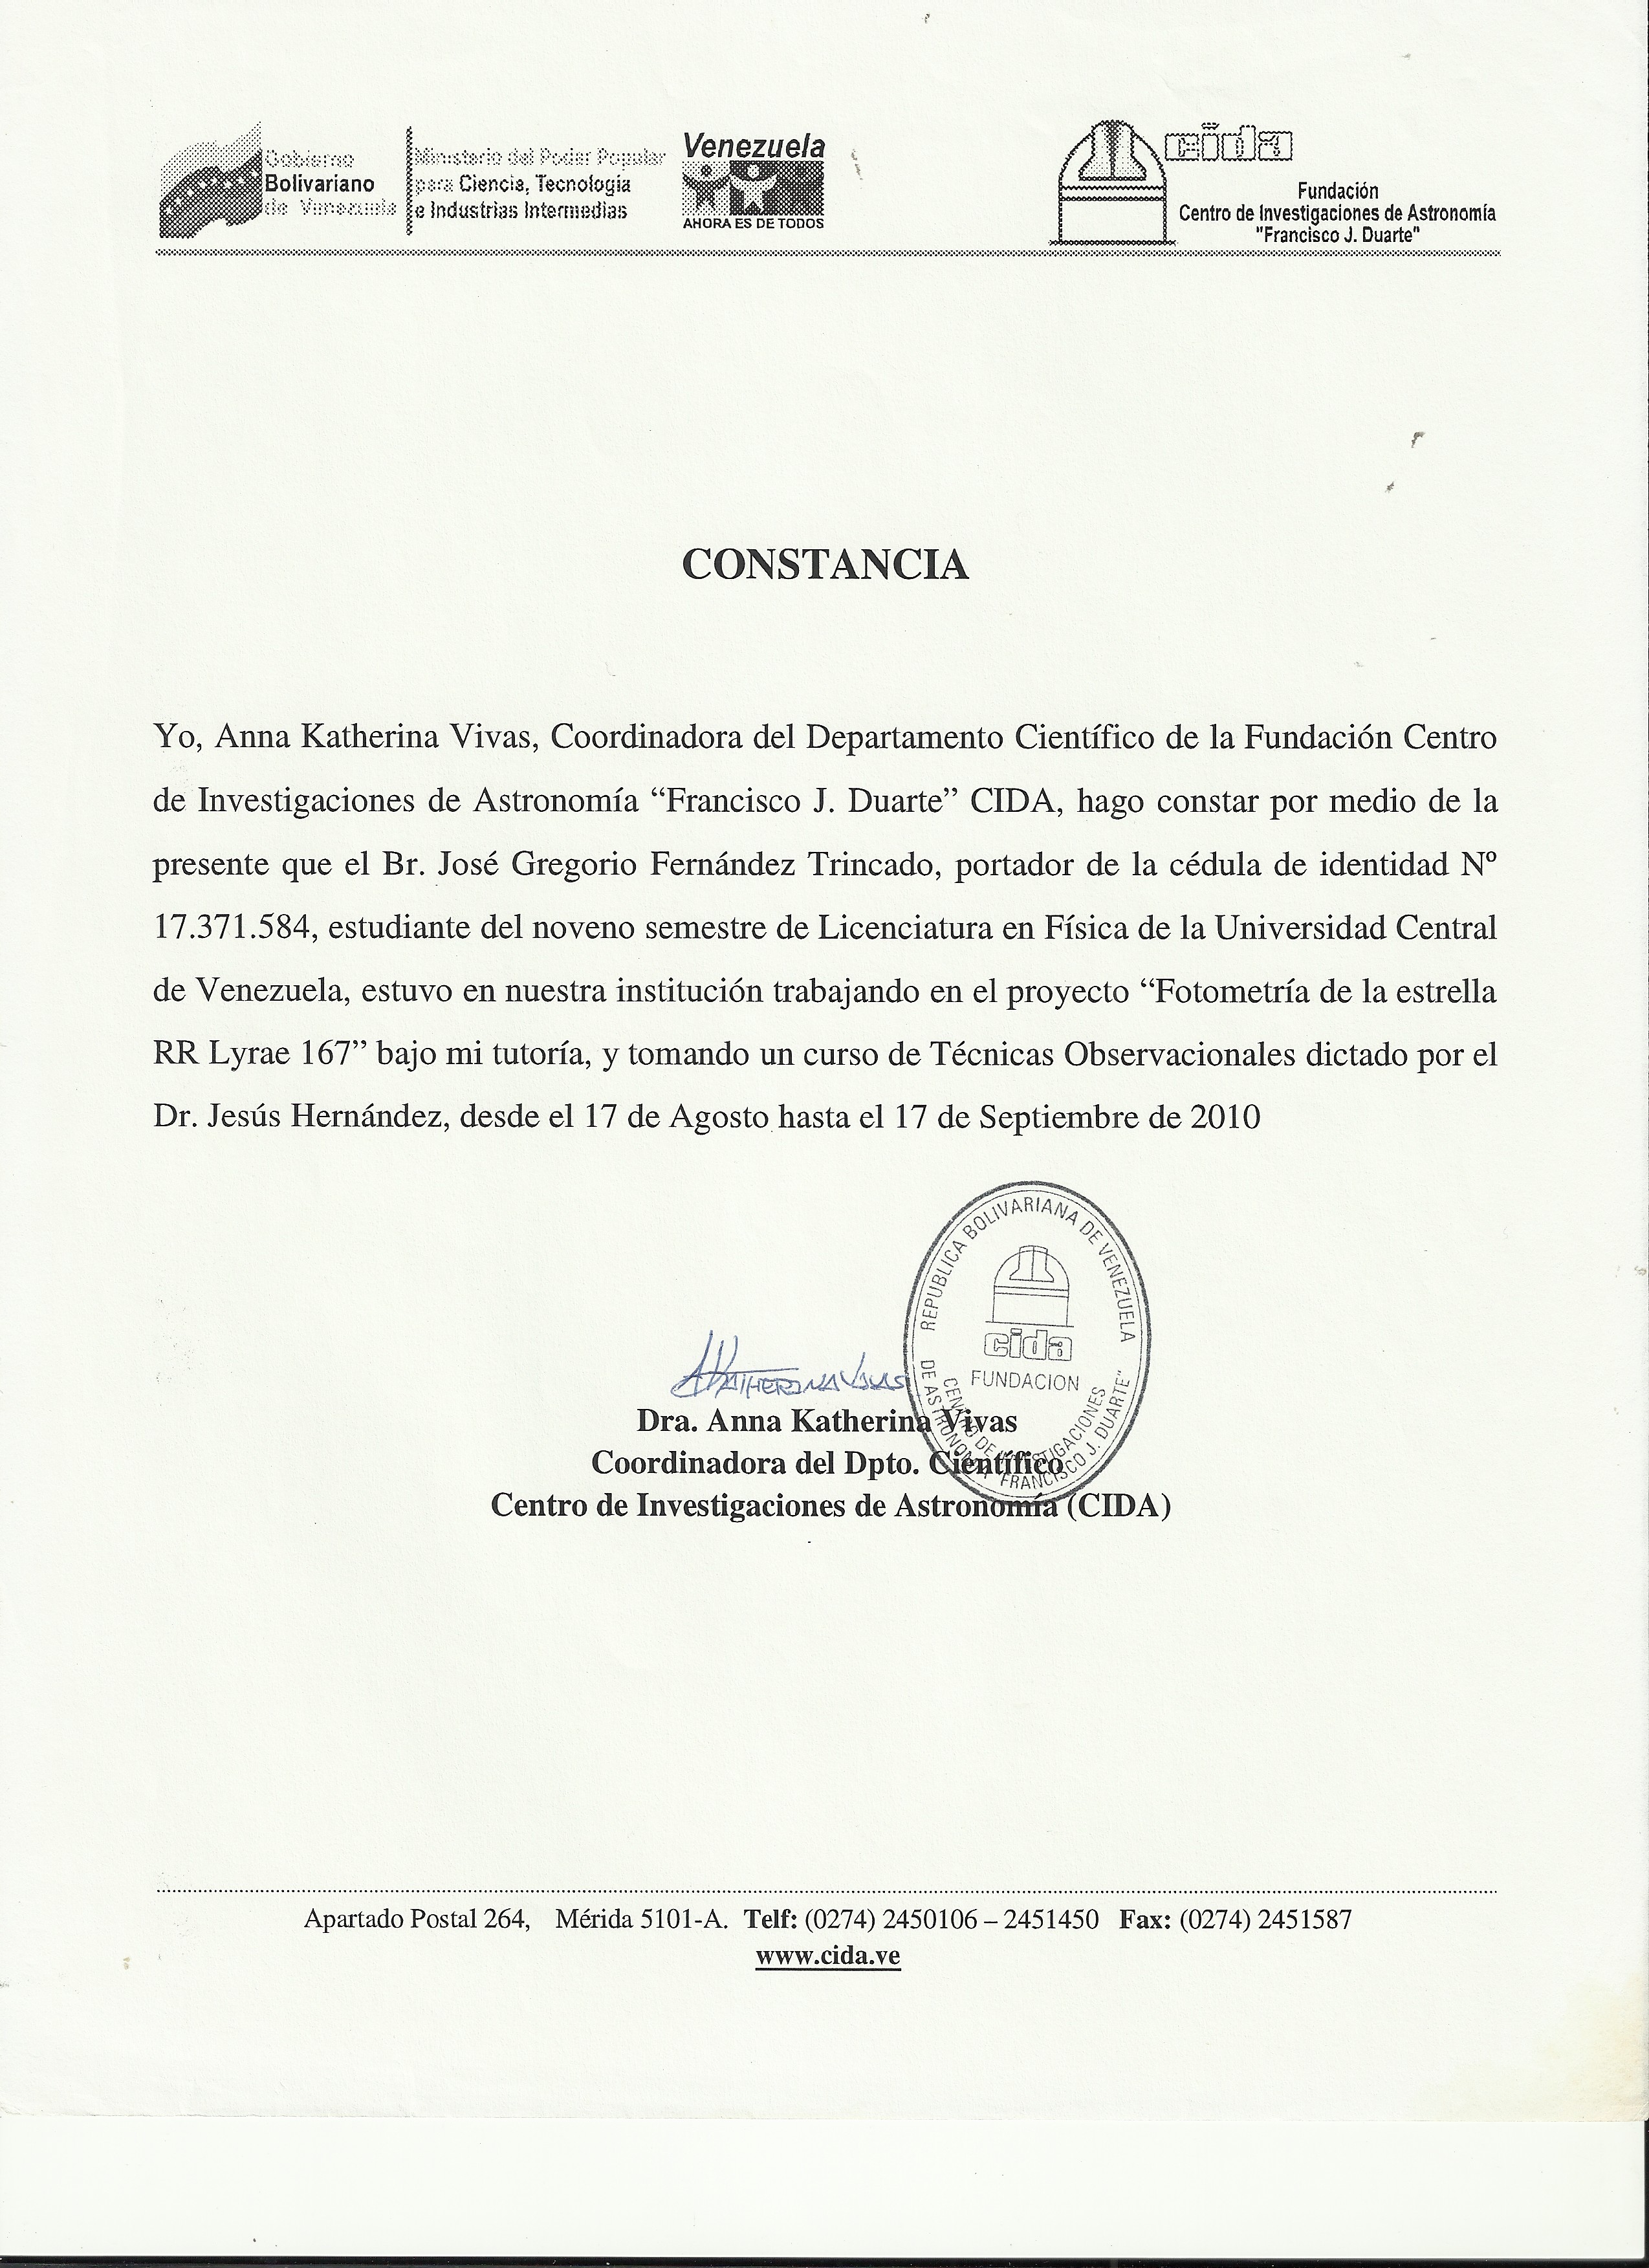 Gobierno
Bolivariano
de Venezuela
Ministerio del Poder Popular
para Ciencia, Tecnología
e Industrias Intermedias
Venezuela
AHORA ES DE TODOS
cida
Fundación
Centro de Investigaciones de Astronomía
"Francisco J. Duarte"
CONSTANCIA
Yo, Anna Katherina Vivas, Coordinadora del Departamento Científico de la Fundación Centro
de Investigaciones de Astronomía “Francisco J. Duarte” CIDA, hago constar por medio de la
presente que el Br. José Gregorio Fernández Trincado, portador de la cédula de identidad Nº
17.371.584, estudiante del noveno semestre de Licenciatura en Física de la Universidad Central
de Venezuela, estuvo en nuestra institución trabajando en el proyecto “Fotometría de la estrella
RR Lyrae 167” bajo mi tutoría, y tomando un curso de Técnicas Observacionales dictado por el
Dr. Jesús Hernández, desde el 17 de Agosto hasta el 17 de Septiembre de 2010
REPUBLICA BOLIVARIANA DE VENEZUELA
cida
FUNDACION
CENTRO DE INVESTIGACIONES
DE ASTRONOMIA "FRANCISCO J. DUARTE"
AKATHERINA VIVAS
Dra. Anna Katherina Vivas
Coordinadora del Dpto. Científico
Centro de Investigaciones de Astronomía (CIDA)
Apartado Postal 264, Mérida 5101-A. Telf: (0274) 2450106 – 2451450 Fax: (0274) 2451587
www.cida.ve